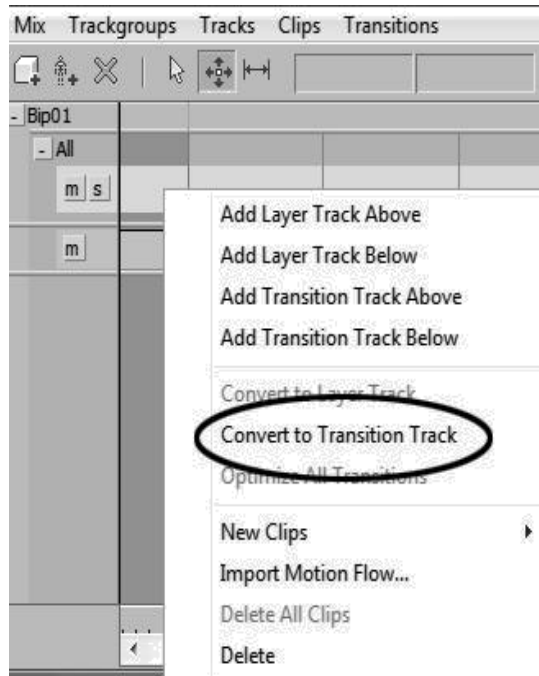 Mix Trackgroups Tracks Clips Transitions
- Bip01
- All
m s
m
Add Layer Track Above
Add Layer Track Below
Add Transition Track Above
Add Transition Track Below
Convert to Layer Track
Convert to Transition Track
Optimize All Transitions
New Clips
Import Motion Flow...
Delete All Clips
Delete